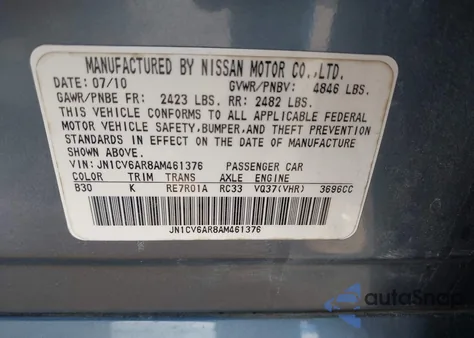 MANUFACTURED BY NISSAN MOTOR CO.,LTD.
DATE: 07/10 GVWR/PNBV: 4846 LBS.
GAWR/PNBE FR: 2423 LBS. RR: 2482 LBS.
THIS VEHICLE CONFORMS TO ALL APPLICABLE FEDERAL
MOTOR VEHICLE SAFETY, BUMPER, AND THEFT PREVENTION
STANDARDS IN EFFECT ON THE DATE OF MANUFACTURE
SHOWN ABOVE.
VIN: JN1CV6AR8AM461376 PASSENGER CAR
COLOR TRIM TRANS AXLE ENGINE
B30 K RE7R01A RC33 VQ37(VHR) 3696CC
JN1CV6AR8AM461376
autoSnap